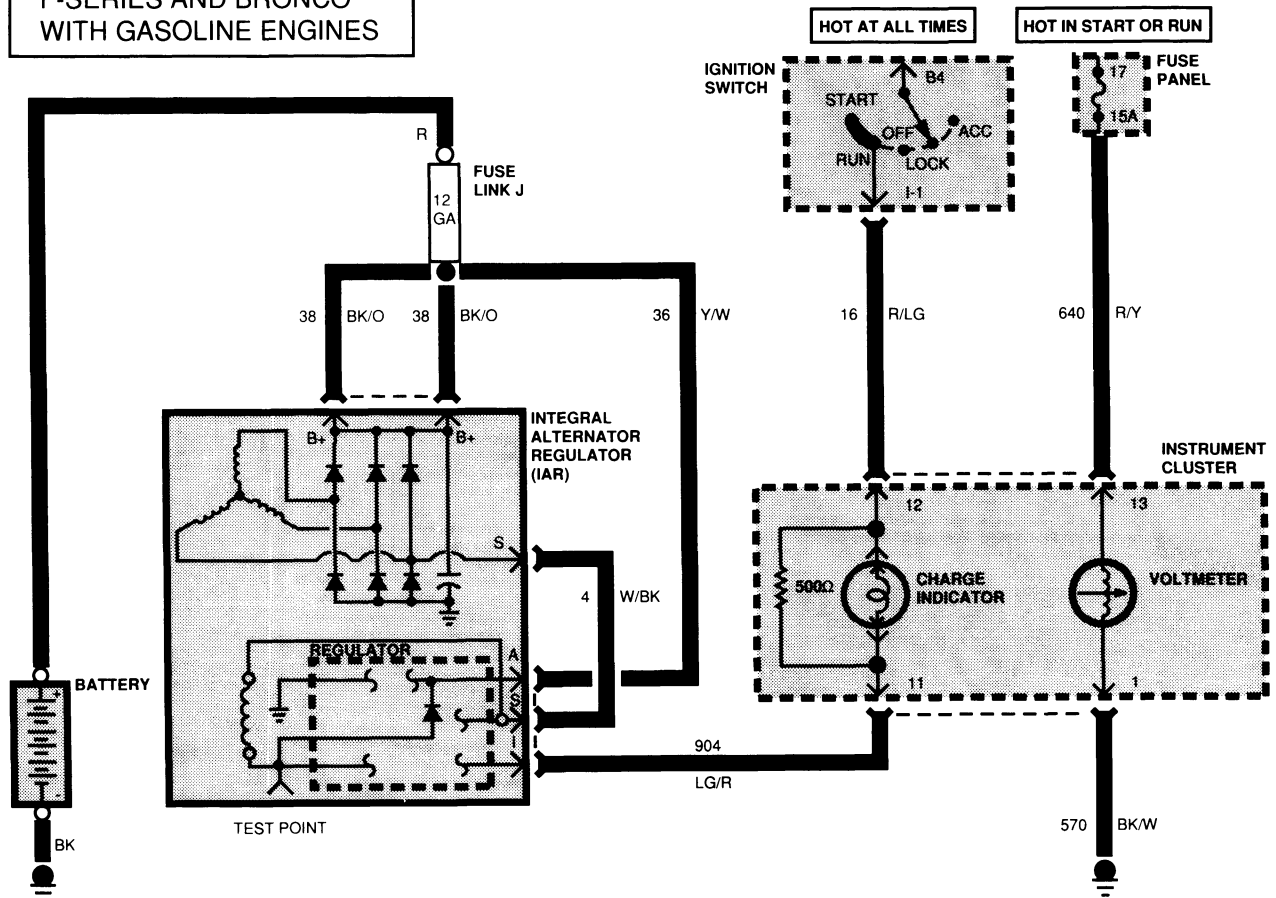 F-SERIES AND BRONCO
WITH GASOLINE ENGINES
HOT AT ALL TIMES
HOT IN START OR RUN
IGNITION
SWITCH
B4
START
OFF
ACC
RUN
LOCK
I-1
17
15A
FUSE
PANEL
R
FUSE
LINK J
12
GA
38
BK/O
38
BK/O
36
Y/W
16
R/LG
640
R/Y
INTEGRAL
ALTERNATOR
REGULATOR
(IAR)
B+
B+
S
INSTRUMENT
CLUSTER
12
13
500Ω
CHARGE
INDICATOR
VOLTMETER
11
1
4
W/BK
REGULATOR
A
S
I
BATTERY
+
-
904
LG/R
TEST POINT
BK
570
BK/W